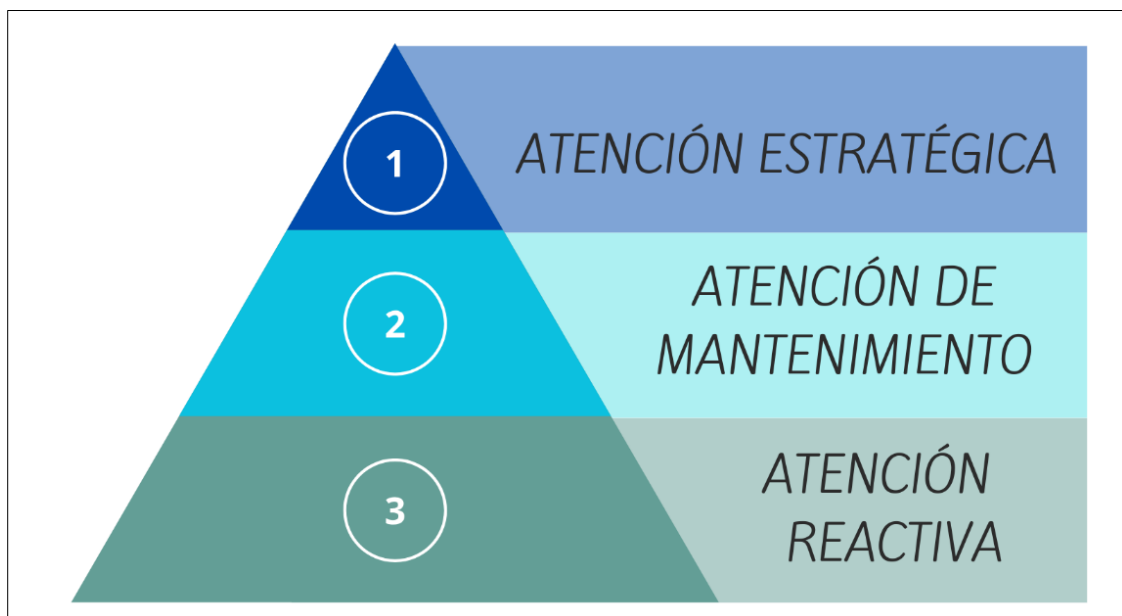 1
ATENCIÓN ESTRATÉGICA
2
ATENCIÓN DE
MANTENIMIENTO
3
ATENCIÓN
REACTIVA